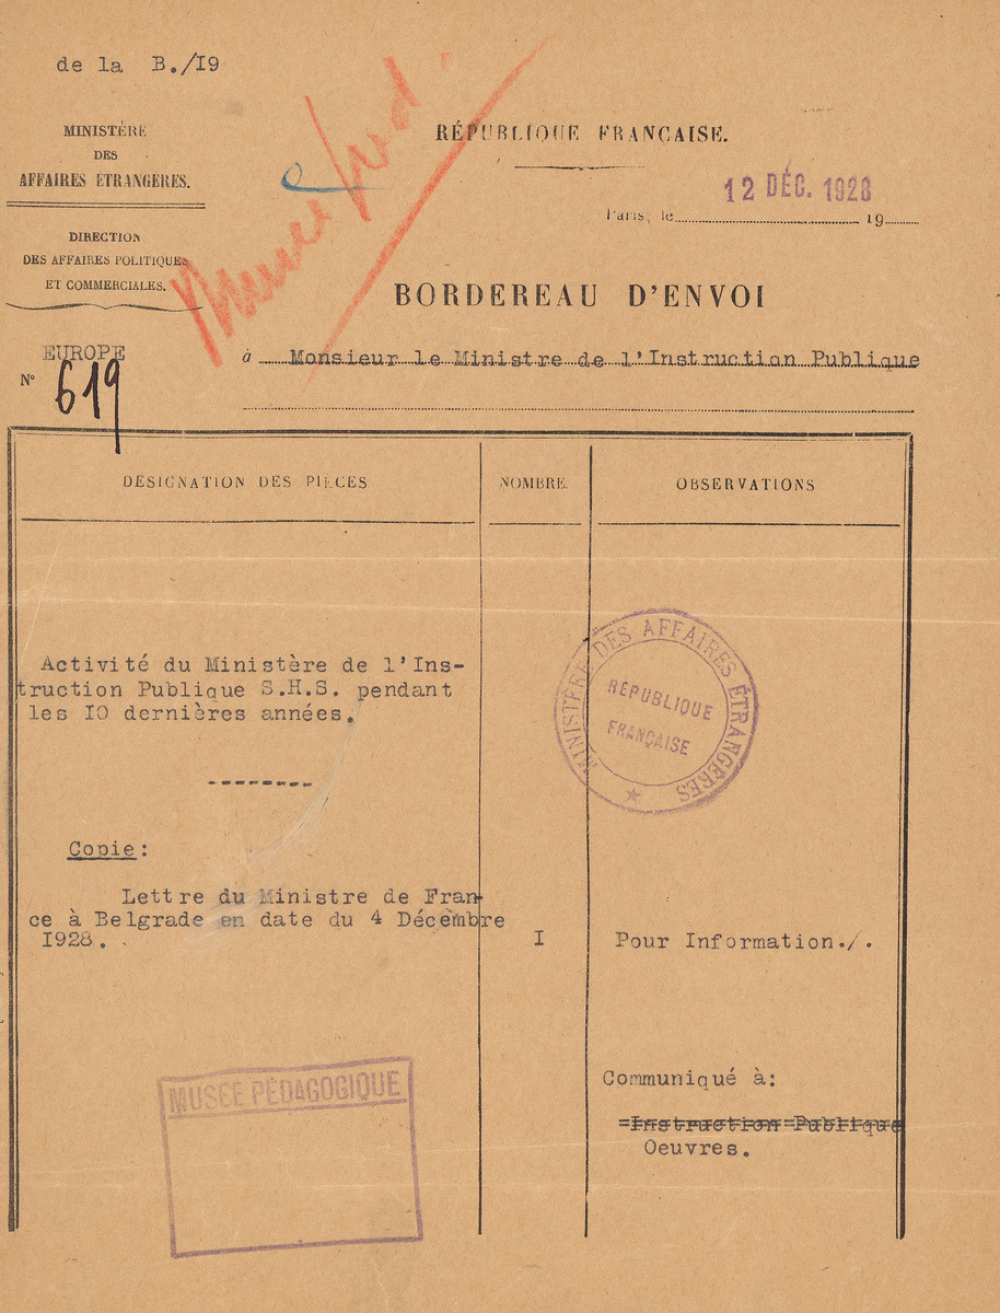 de la B./I9
MINISTÈRE
DES
AFFAIRES ÉTRANGÈRES.
DIRECTION
DES AFFAIRES POLITIQUES
ET COMMERCIALES.
EUROPE
N° 619
RÉPUBLIQUE FRANÇAISE.
12 DÉC. 1928
Paris, le 19
BORDEREAU D'ENVOI
à Monsieur le Ministre de l'Instruction Publique
DÉSIGNATION DES PIÈCES
NOMBRE.
OBSERVATIONS
Activité du Ministère de l'Ins-
truction Publique S.H.S. pendant
les IO dernières années.
--------
MINISTÈRE DES AFFAIRES ÉTRANGÈRES
RÉPUBLIQUE
FRANÇAISE
Copie:
Lettre du Ministre de Fran-
ce à Belgrade en date du 4 Décembre
I928.
I
Pour Information./.
MUSÉE PÉDAGOGIQUE
Communiqué à:
=Instruction=Publique
Oeuvres.